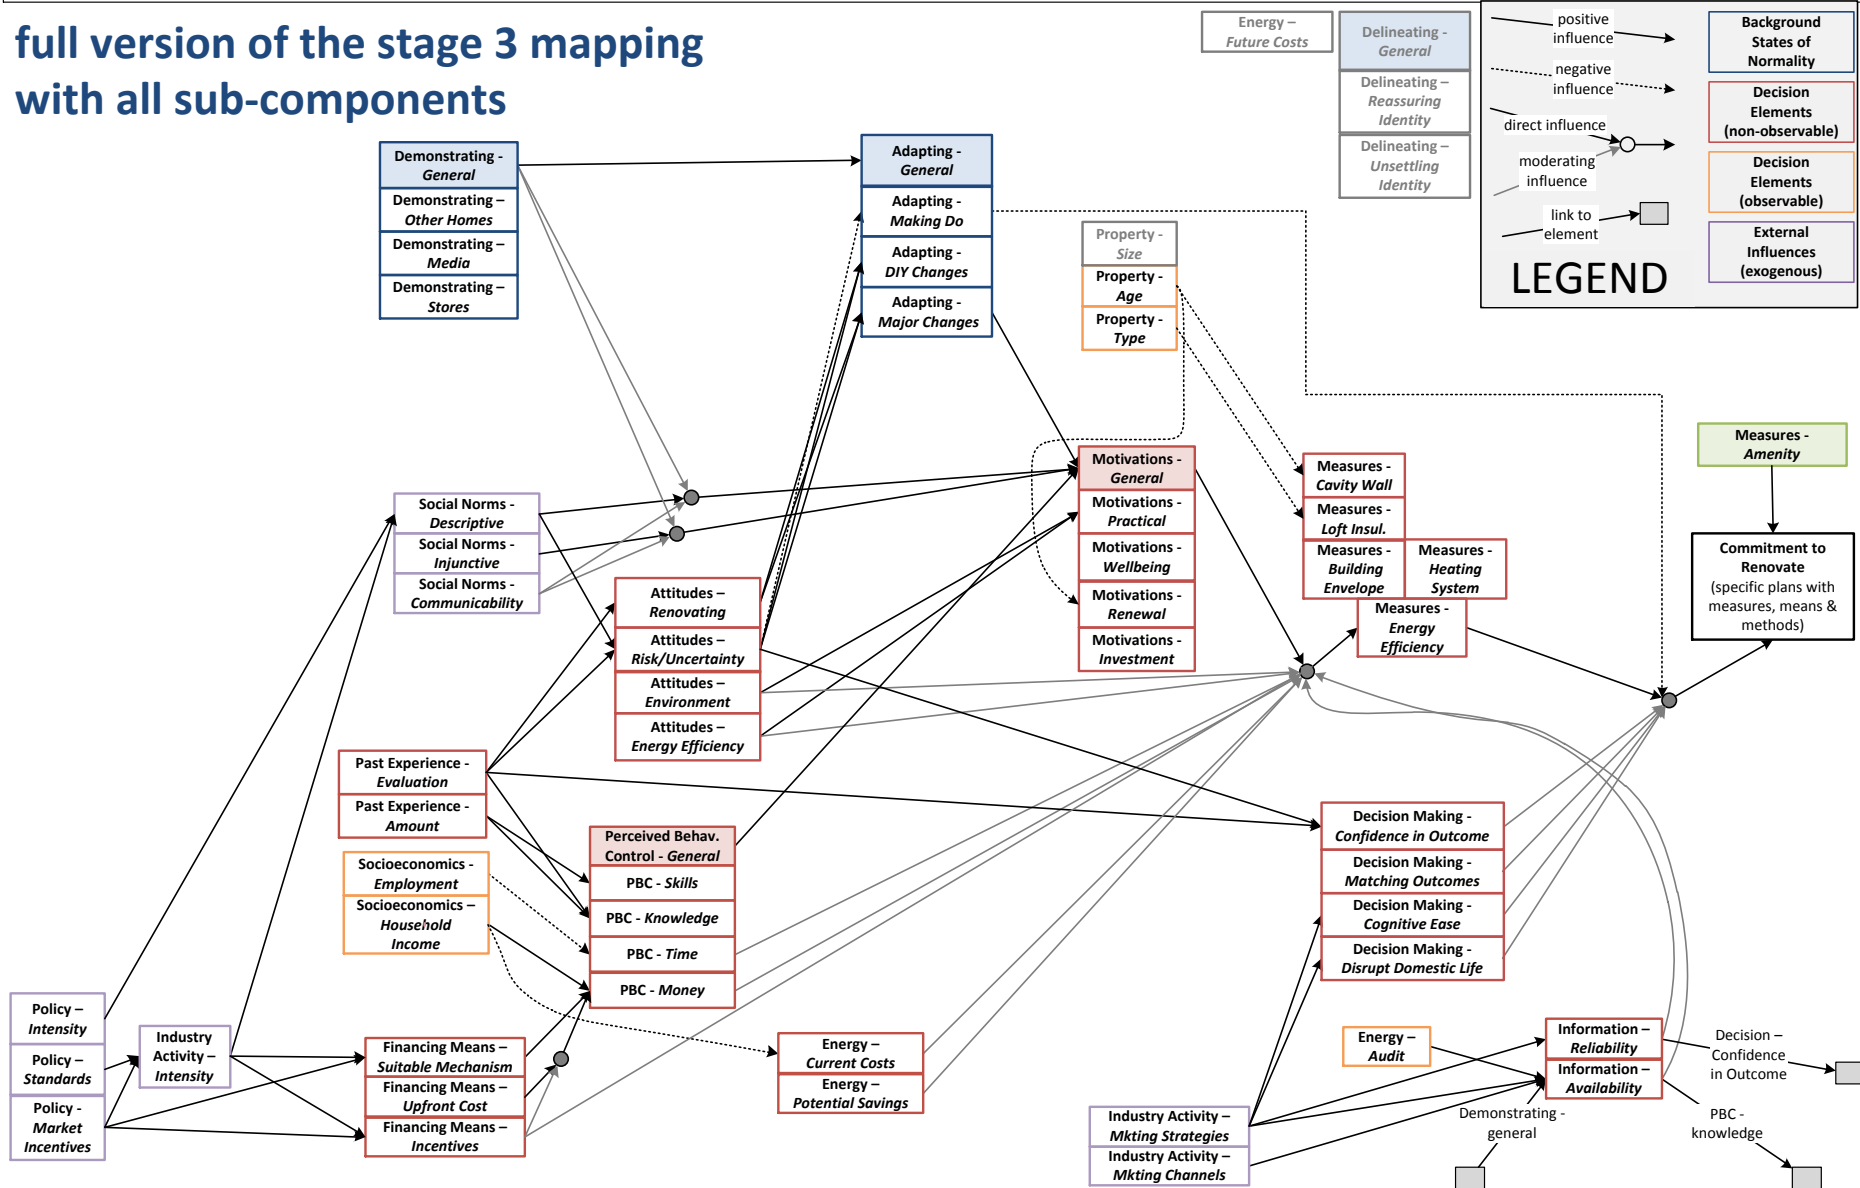 full version of the stage 3 mapping
with all sub-components
Energy –
Future Costs
Delineating -
General
Delineating –
Reassuring
Identity
Delineating –
Unsettling
Identity
positive
influence
negative
influence
direct influence
moderating
influence
link to
element
LEGEND
Background
States of
Normality
Decision
Elements
(non-observable)
Decision
Elements
(observable)
External
Influences
(exogenous)
Demonstrating -
General
Demonstrating –
Other Homes
Demonstrating –
Media
Demonstrating –
Stores
Adapting -
General
Adapting -
Making Do
Adapting -
DIY Changes
Adapting -
Major Changes
Property -
Size
Property -
Age
Property -
Type
Measures -
Amenity
Commitment to
Renovate
(specific plans with
measures, means &
methods)
Motivations -
General
Motivations -
Practical
Motivations -
Wellbeing
Motivations -
Renewal
Motivations -
Investment
Measures -
Cavity Wall
Measures -
Loft Insul.
Measures -
Building
Envelope
Measures -
Heating
System
Measures -
Energy
Efficiency
Social Norms -
Descriptive
Social Norms -
Injunctive
Social Norms -
Communicability
Attitudes –
Renovating
Attitudes –
Risk/Uncertainty
Attitudes –
Environment
Attitudes –
Energy Efficiency
Past Experience -
Evaluation
Past Experience -
Amount
Socioeconomics -
Employment
Socioeconomics –
Household
Income
Perceived Behav.
Control - General
PBC - Skills
PBC - Knowledge
PBC - Time
PBC - Money
Decision Making -
Confidence in Outcome
Decision Making -
Matching Outcomes
Decision Making -
Cognitive Ease
Decision Making -
Disrupt Domestic Life
Policy –
Intensity
Policy –
Standards
Policy -
Market
Incentives
Industry
Activity –
Intensity
Financing Means –
Suitable Mechanism
Financing Means –
Upfront Cost
Financing Means –
Incentives
Energy –
Current Costs
Energy –
Potential Savings
Energy –
Audit
Information –
Reliability
Information –
Availability
Decision –
Confidence
in Outcome
Industry Activity –
Mkting Strategies
Industry Activity –
Mkting Channels
Demonstrating -
general
PBC -
knowledge